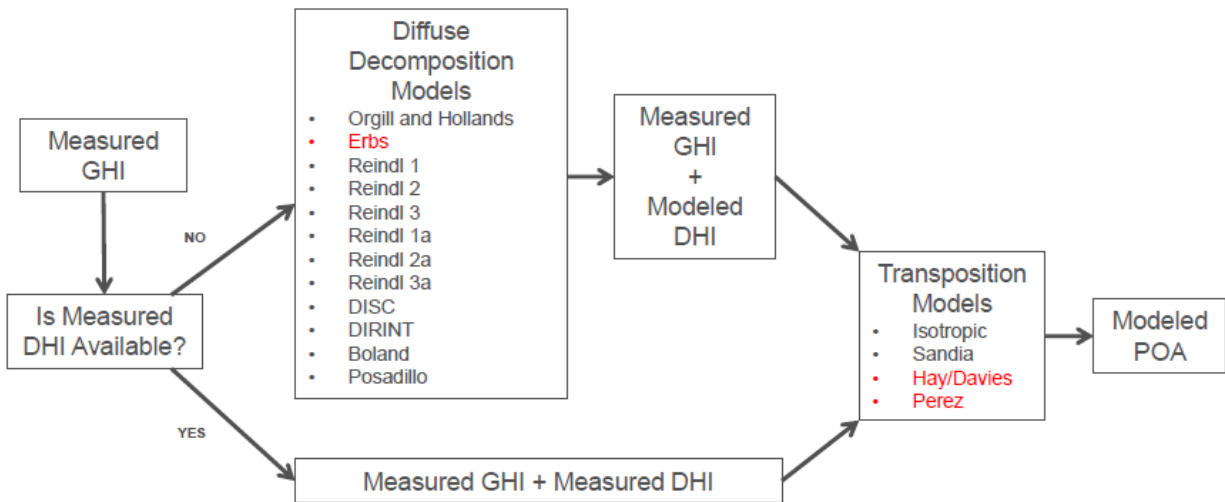 Measured
GHI
Is Measured
DHI Available?
NO
YES
Diffuse
Decomposition
Models
• Orgill and Hollands
• Erbs
• Reindl 1
• Reindl 2
• Reindl 3
• Reindl 1a
• Reindl 2a
• Reindl 3a
• DISC
• DIRINT
• Boland
• Posadillo
Measured
GHI
+
Modeled
DHI
Measured GHI + Measured DHI
Transposition
Models
• Isotropic
• Sandia
• Hay/Davies
• Perez
Modeled
POA